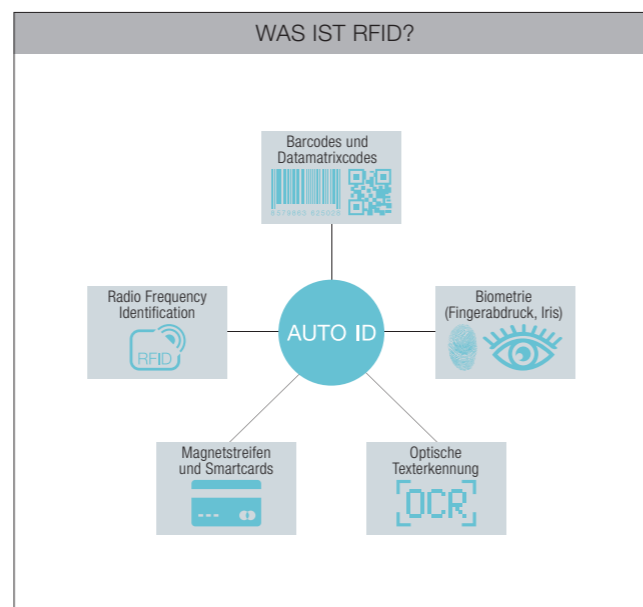 WAS IST RFID?
Barcodes und
Datamatrixcodes
Radio Frequency
Identification
RFID
AUTO ID
Biometrie
(Fingerabdruck, Iris)
Magnetstreifen
und Smartcards
Optische
Texterkennung
OCR